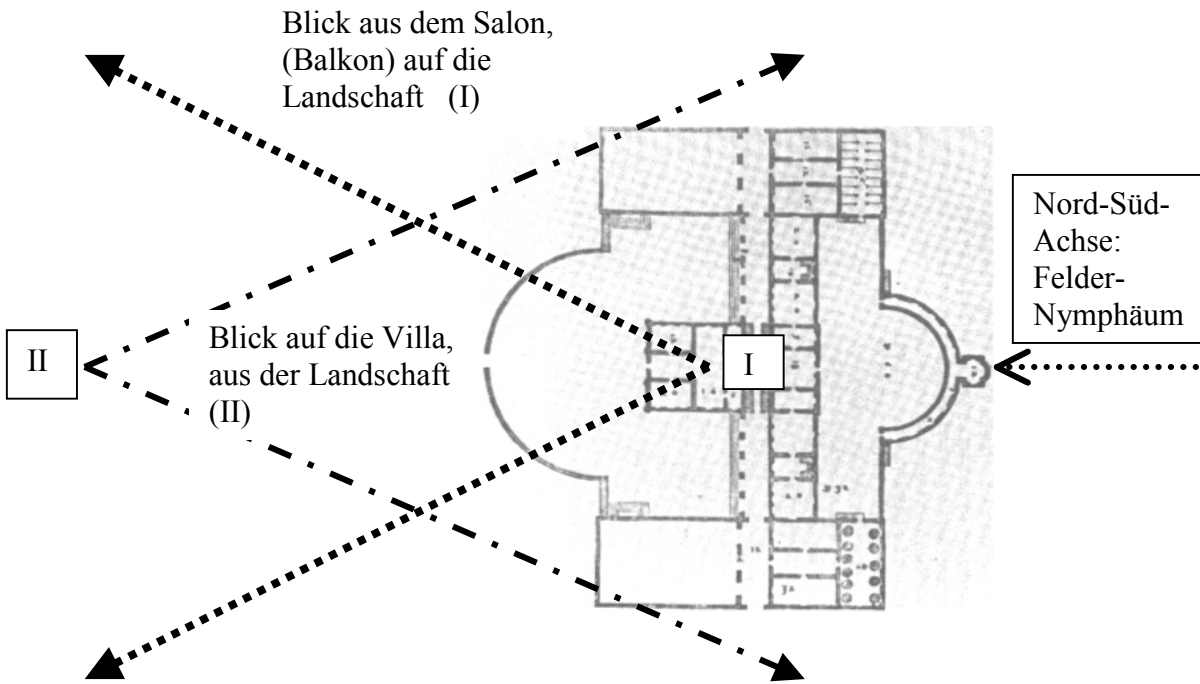 Blick aus dem Salon,
(Balkon) auf die
Landschaft (I)
Nord-Süd-
Achse:
Felder-
Nymphäum
II
Blick auf die Villa,
aus der Landschaft
(II)
I